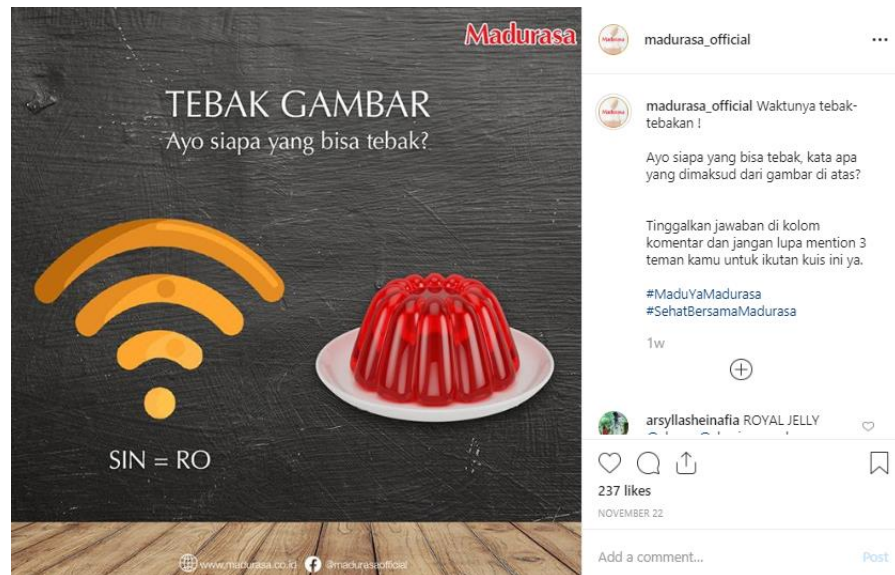 Madurasa
TEBAK GAMBAR
Ayo siapa yang bisa tebak?
SIN = RO
www.madurasa.co.id @madurasaofficial
madurasa_official
madurasa_official Waktunya tebak-
tebakan !
Ayo siapa yang bisa tebak, kata apa
yang dimaksud dari gambar di atas?
Tinggalkan jawaban di kolom
komentar dan jangan lupa mention 3
teman kamu untuk ikutan kuis ini ya.
#MaduYaMadurasa
#SehatBersamaMadurasa
1w
arsyllasheinafia ROYAL JELLY
237 likes
NOVEMBER 22
Add a comment...
Post